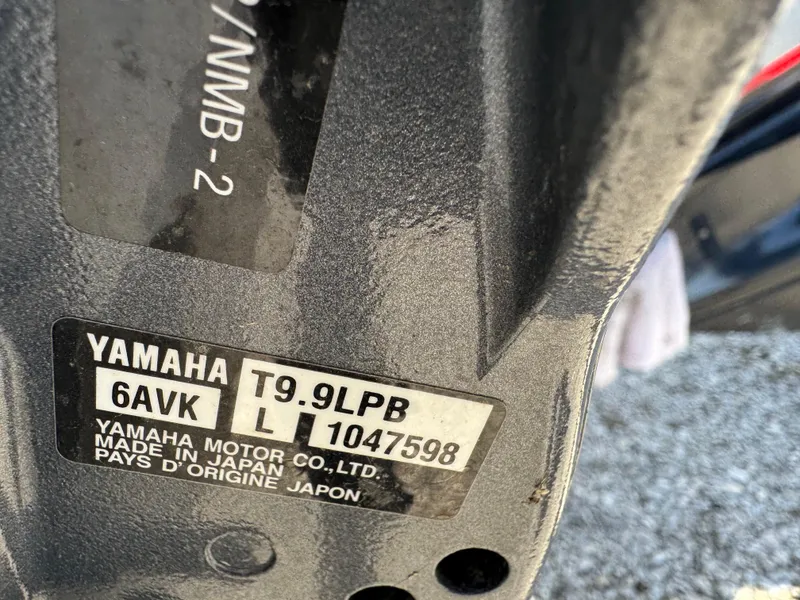 P/NMB-2
YAMAHA
6AVK
T9.9LPB
L 1047598
YAMAHA MOTOR CO.,LTD.
MADE IN JAPAN
PAYS D'ORIGINE JAPON